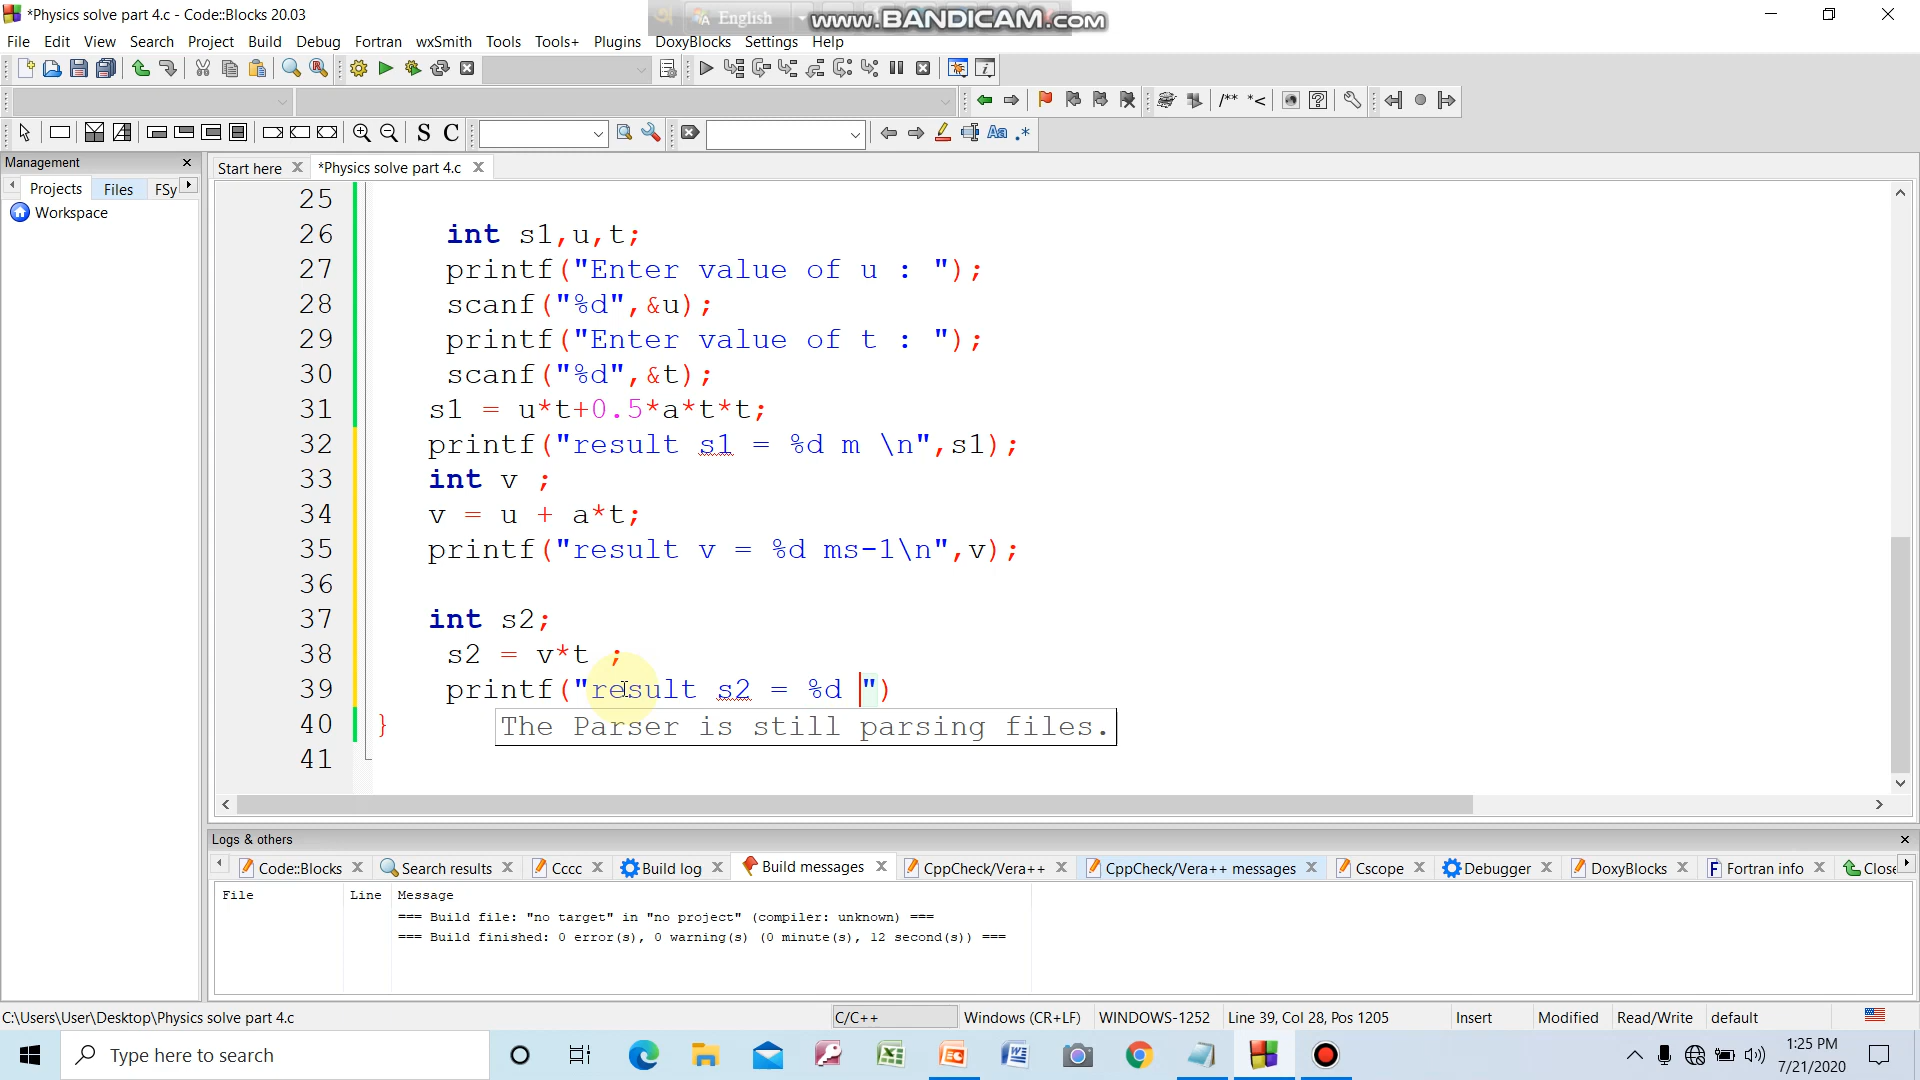 *Physics solve part 4.c - Code::Blocks 20.03
English
www.BANDICAM.com
File Edit View Search Project Build Debug Fortran wxSmith Tools Tools+ Plugins DoxyBlocks Settings Help
/** *<
S C
Aa .*
Management
Start here *Physics solve part 4.c
Projects Files FSy
Workspace
25
26 int s1,u,t;
27 printf("Enter value of u : ");
28 scanf("%d",&u);
29 printf("Enter value of t : ");
30 scanf("%d",&t);
31 s1 = u*t+0.5*a*t*t;
32 printf("result s1 = %d m \n",s1);
33 int v ;
34 v = u + a*t;
35 printf("result v = %d ms-1\n",v);
36
37 int s2;
38 s2 = v*t ;
39 printf("result s2 = %d ")
40 }
The Parser is still parsing files.
41
Logs & others
Code::Blocks Search results Cccc Build log Build messages CppCheck/Vera++ CppCheck/Vera++ messages Cscope Debugger DoxyBlocks Fortran info Close
File Line Message
=== Build file: "no target" in "no project" (compiler: unknown) ===
=== Build finished: 0 error(s), 0 warning(s) (0 minute(s), 12 second(s)) ===
C:\Users\User\Desktop\Physics solve part 4.c C/C++ Windows (CR+LF) WINDOWS-1252 Line 39, Col 28, Pos 1205 Insert Modified Read/Write default
Type here to search
1:25 PM
7/21/2020